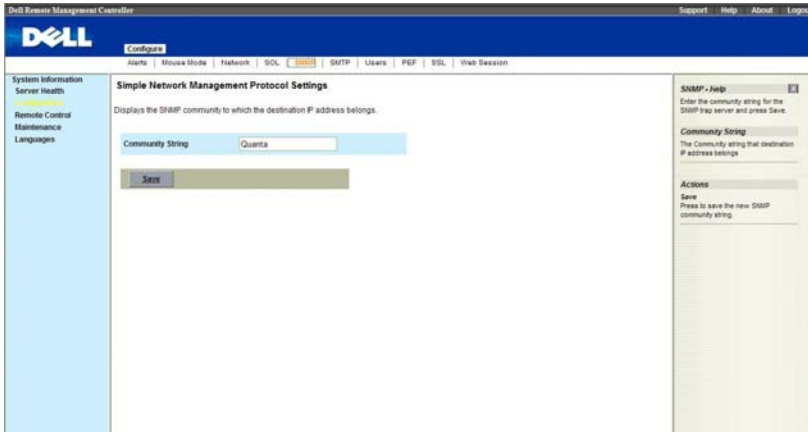 Dell Remote Management Controller
Support Help About Logou
DELL
Configure
Alerts | Mouse Mode | Network | SOL | SNMP | SMTP | Users | PEF | SSL | Web Session
System Information
Server Health
Remote Control
Maintenance
Languages
Simple Network Management Protocol Settings
Displays the SNMP community to which the destination IP address belongs.
Community String
Quanta
Save
SNMP - Help X
Enter the community string for the
SNMP trap server and press Save.
Community String
The Community string that destination
IP address belongs
Actions
Save
Press to save the new SNMP
community string.